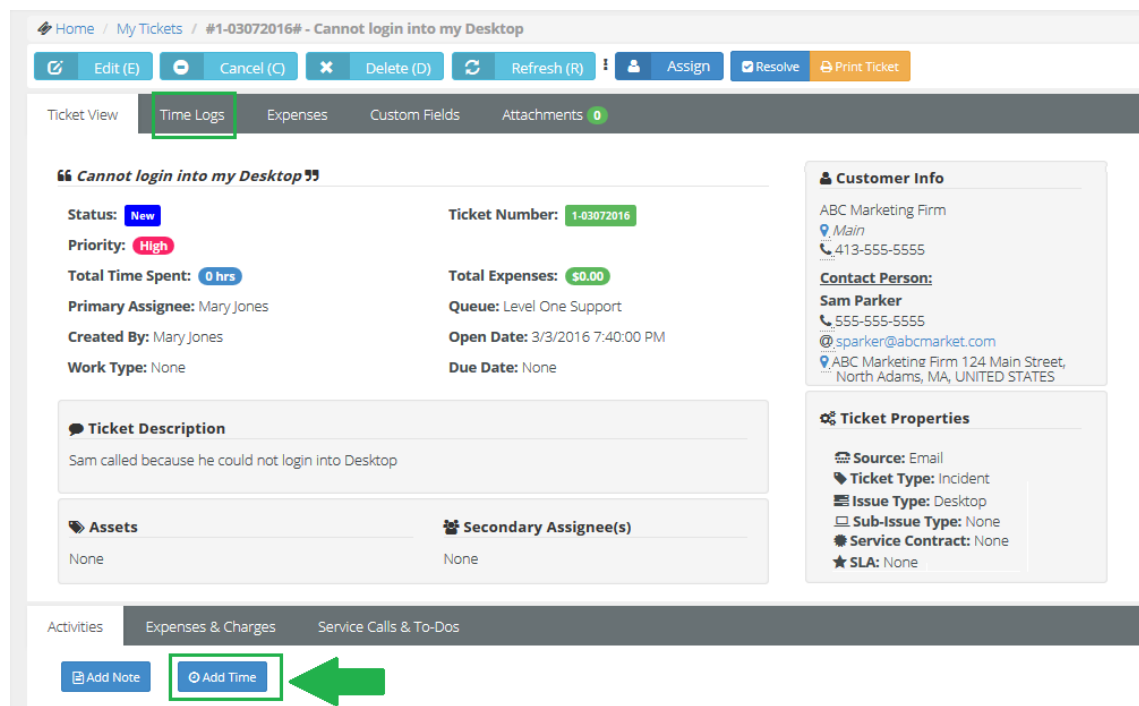 Home / My Tickets / #1-03072016# - Cannot login into my Desktop
Edit (E) Cancel (C) Delete (D) Refresh (R) Assign Resolve Print Ticket
Ticket View Time Logs Expenses Custom Fields Attachments 0
Cannot login into my Desktop
Status: New Ticket Number: 1-03072016
Priority: High
Total Time Spent: 0 hrs Total Expenses: $0.00
Primary Assignee: Mary Jones Queue: Level One Support
Created By: Mary Jones Open Date: 3/3/2016 7:40:00 PM
Work Type: None Due Date: None
Ticket Description
Sam called because he could not login into Desktop
Assets Secondary Assignee(s)
None None
Customer Info
ABC Marketing Firm
Main
413-555-5555
Contact Person:
Sam Parker
555-555-5555
@ sparker@abcmarket.com
ABC Marketing Firm 124 Main Street,
North Adams, MA, UNITED STATES
Ticket Properties
Source: Email
Ticket Type: Incident
Issue Type: Desktop
Sub-Issue Type: None
Service Contract: None
SLA: None
Activities Expenses & Charges Service Calls & To-Dos
Add Note Add Time